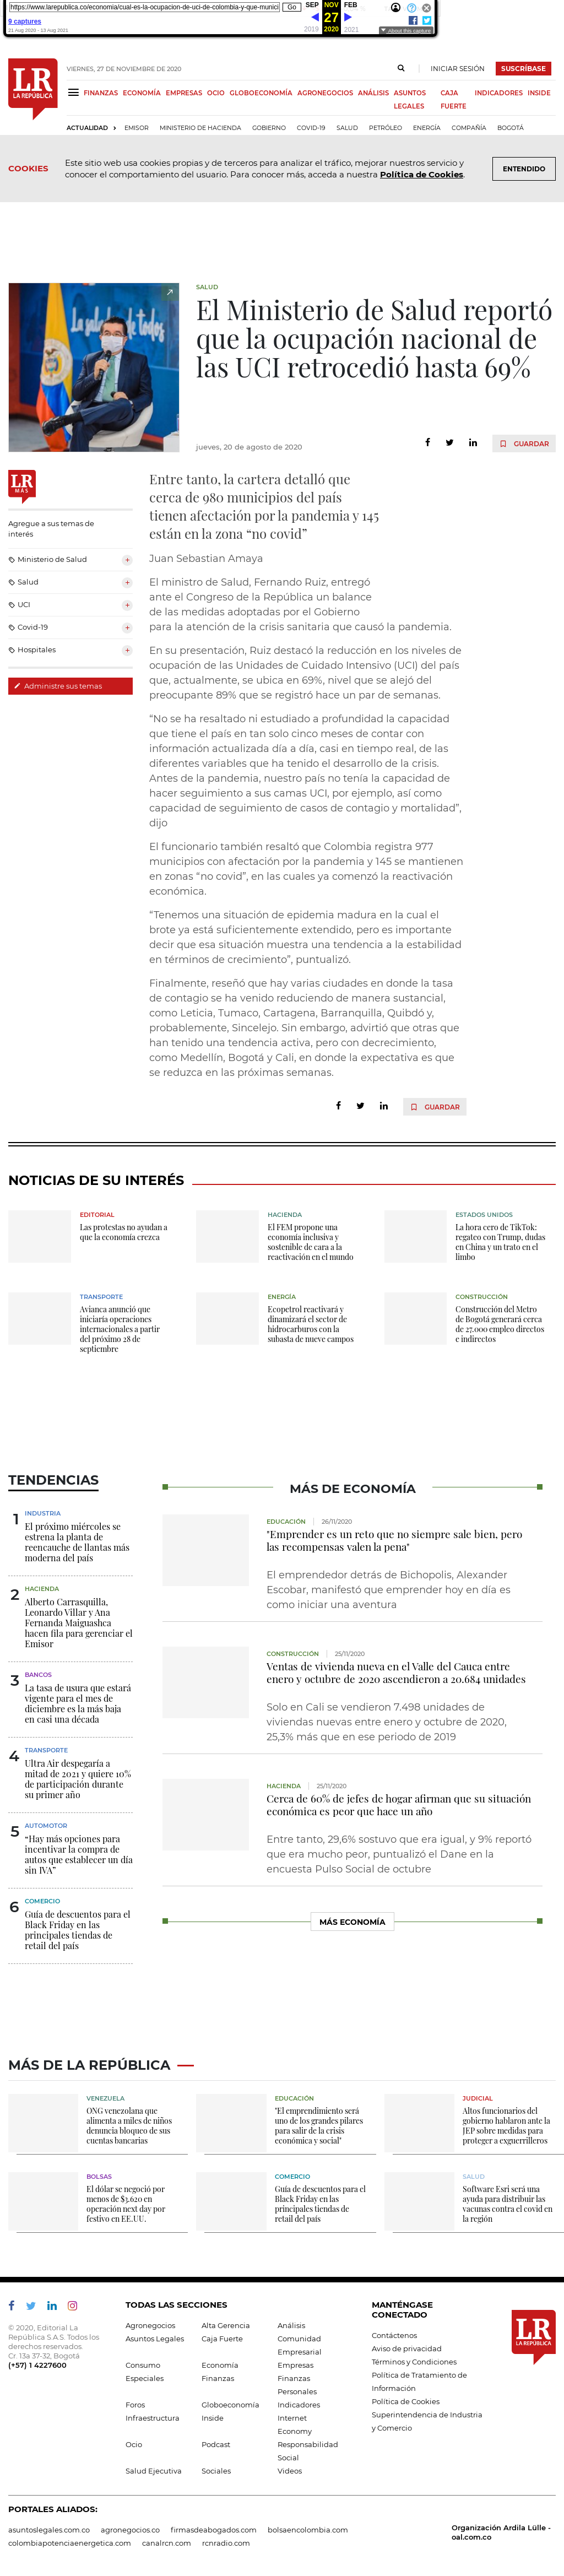 https://www.larepublica.co/economia/cual-es-la-ocupacion-de-uci-de-colombia-y-que-munici
Go
SEP NOV FEB
27
2019 2020 2021
9 captures
21 Aug 2020 - 13 Aug 2021
About this capture
LR
LA REPÚBLICA
VIERNES, 27 DE NOVIEMBRE DE 2020
INICIAR SESIÓN
SUSCRÍBASE
FINANZAS ECONOMÍA EMPRESAS OCIO GLOBOECONOMÍA AGRONEGOCIOS ANÁLISIS ASUNTOS LEGALES CAJA FUERTE INDICADORES INSIDE
ACTUALIDAD EMISOR MINISTERIO DE HACIENDA GOBIERNO COVID-19 SALUD PETRÓLEO ENERGÍA COMPAÑÍA BOGOTÁ
COOKIES
Este sitio web usa cookies propias y de terceros para analizar el tráfico, mejorar nuestros servicio y
conocer el comportamiento del usuario. Para conocer más, acceda a nuestra Política de Cookies.
ENTENDIDO
SALUD
El Ministerio de Salud reportó
que la ocupación nacional de
las UCI retrocedió hasta 69%
jueves, 20 de agosto de 2020
GUARDAR
LR
MÁS
Agregue a sus temas de
interés
Ministerio de Salud +
Salud +
UCI +
Covid-19 +
Hospitales +
Administre sus temas
Entre tanto, la cartera detalló que
cerca de 980 municipios del país
tienen afectación por la pandemia y 145
están en la zona “no covid”
Juan Sebastian Amaya
El ministro de Salud, Fernando Ruiz, entregó
ante el Congreso de la República un balance
de las medidas adoptadas por el Gobierno
para la atención de la crisis sanitaria que causó la pandemia.
En su presentación, Ruiz destacó la reducción en los niveles de
ocupación de las Unidades de Cuidado Intensivo (UCI) del país
que, actualmente, se ubica en 69%, nivel que se alejó del
preocupante 89% que se registró hace un par de semanas.
“No se ha resaltado ni estudiado a profundidad la capacidad
que tiene el país en tan solo cinco meses de contar con
información actualizada día a día, casi en tiempo real, de las
diferentes variables que ha tenido el desarrollo de la crisis.
Antes de la pandemia, nuestro país no tenía la capacidad de
hacer seguimiento a sus camas UCI, por ejemplo, así como
capacidad de seguimiento de casos de contagio y mortalidad”,
dijo
El funcionario también resaltó que Colombia registra 977
municipios con afectación por la pandemia y 145 se mantienen
en zonas “no covid”, en las cuales ya comenzó la reactivación
económica.
“Tenemos una situación de epidemia madura en la cual el
brote ya está suficientemente extendido, pero es importante
decir que esa situación muestra una tendencia a la estabilidad
en términos de crecimiento”, puntualizó.
Finalmente, reseñó que hay varias ciudades en donde la tasa
de contagio se ha venido reduciendo de manera sustancial,
como Leticia, Tumaco, Cartagena, Barranquilla, Quibdó y,
probablemente, Sincelejo. Sin embargo, advirtió que otras que
han tenido una tendencia activa, pero con decrecimiento,
como Medellín, Bogotá y Cali, en donde la expectativa es que
se reduzca en las próximas semanas.
GUARDAR
NOTICIAS DE SU INTERÉS
EDITORIAL
Las protestas no ayudan a
que la economía crezca
HACIENDA
El FEM propone una
economía inclusiva y
sostenible de cara a la
reactivación en el mundo
ESTADOS UNIDOS
La hora cero de TikTok:
regateo con Trump, dudas
en China y un trato en el
limbo
TRANSPORTE
Avianca anunció que
iniciaría operaciones
internacionales a partir
del próximo 28 de
septiembre
ENERGÍA
Ecopetrol reactivará y
dinamizará el sector de
hidrocarburos con la
subasta de nueve campos
CONSTRUCCIÓN
Construcción del Metro
de Bogotá generará cerca
de 27.000 empleo directos
e indirectos
TENDENCIAS
1
INDUSTRIA
El próximo miércoles se
estrena la planta de
reencauche de llantas más
moderna del país
2
HACIENDA
Alberto Carrasquilla,
Leonardo Villar y Ana
Fernanda Maiguashca
hacen fila para gerenciar el
Emisor
3
BANCOS
La tasa de usura que estará
vigente para el mes de
diciembre es la más baja
en casi una década
4
TRANSPORTE
Ultra Air despegaría a
mitad de 2021 y quiere 10%
de participación durante
su primer año
5
AUTOMOTOR
“Hay más opciones para
incentivar la compra de
autos que establecer un día
sin IVA”
6
COMERCIO
Guía de descuentos para el
Black Friday en las
principales tiendas de
retail del país
MÁS DE ECONOMÍA
EDUCACIÓN 26/11/2020
"Emprender es un reto que no siempre sale bien, pero
las recompensas valen la pena"
El emprendedor detrás de Bichopolis, Alexander
Escobar, manifestó que emprender hoy en día es
como iniciar una aventura
CONSTRUCCIÓN 25/11/2020
Ventas de vivienda nueva en el Valle del Cauca entre
enero y octubre de 2020 ascendieron a 20.684 unidades
Solo en Cali se vendieron 7.498 unidades de
viviendas nuevas entre enero y octubre de 2020,
25,3% más que en ese periodo de 2019
HACIENDA 25/11/2020
Cerca de 60% de jefes de hogar afirman que su situación
económica es peor que hace un año
Entre tanto, 29,6% sostuvo que era igual, y 9% reportó
que era mucho peor, puntualizó el Dane en la
encuesta Pulso Social de octubre
MÁS ECONOMÍA
MÁS DE LA REPÚBLICA
VENEZUELA
ONG venezolana que
alimenta a miles de niños
denuncia bloqueo de sus
cuentas bancarias
EDUCACIÓN
"El emprendimiento será
uno de los grandes pilares
para salir de la crisis
económica y social"
JUDICIAL
Altos funcionarios del
gobierno hablaron ante la
JEP sobre medidas para
proteger a exguerrilleros
BOLSAS
El dólar se negoció por
menos de $3.620 en
operación next day por
festivo en EE.UU.
COMERCIO
Guía de descuentos para el
Black Friday en las
principales tiendas de
retail del país
SALUD
Software Esri será una
ayuda para distribuir las
vacunas contra el covid en
la región
© 2020, Editorial La
República S.A.S. Todos los
derechos reservados.
Cr. 13a 37-32, Bogotá
(+57) 1 4227600
TODAS LAS SECCIONES
Agronegocios Alta Gerencia Análisis
Asuntos Legales Caja Fuerte Comunidad
Empresarial
Consumo Economía Empresas
Especiales Finanzas Finanzas
Personales
Foros Globoeconomía Indicadores
Infraestructura Inside Internet
Economy
Ocio Podcast Responsabilidad
Social
Salud Ejecutiva Sociales Videos
MANTÉNGASE
CONECTADO
Contáctenos
Aviso de privacidad
Términos y Condiciones
Política de Tratamiento de
Información
Política de Cookies
Superintendencia de Industria
y Comercio
LR
LA REPÚBLICA
PORTALES ALIADOS:
asuntoslegales.com.co agronegocios.co firmasdeabogados.com bolsaencolombia.com
colombiapotenciaenergetica.com canalrcn.com rcnradio.com
Organización Ardila Lülle -
oal.com.co